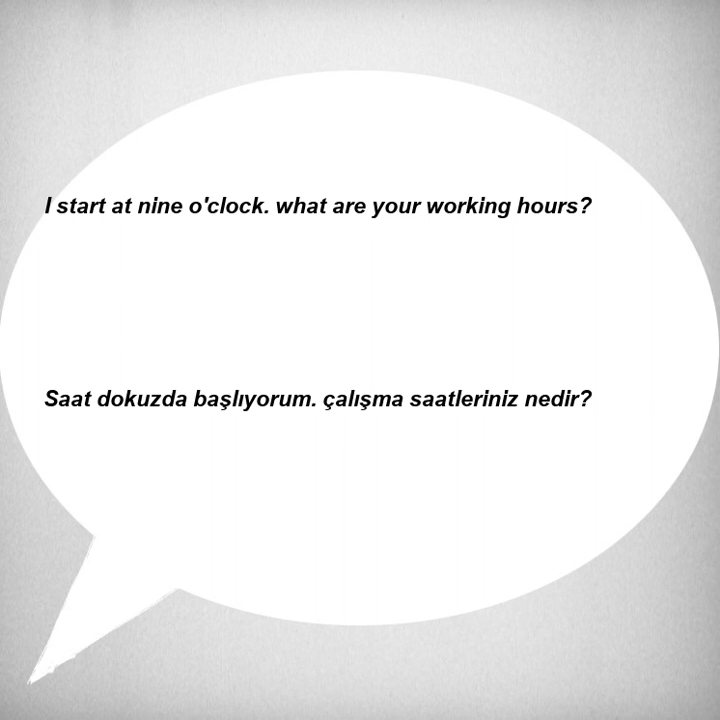 I start at nine o'clock. what are your working hours?
Saat dokuzda başlıyorum. çalışma saatleriniz nedir?